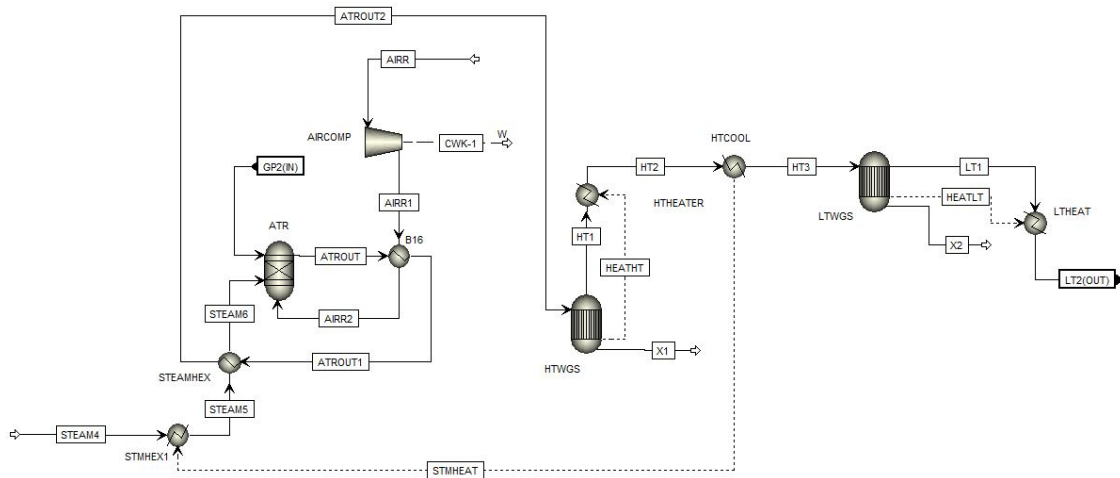 ATROUT2
AIRR
AIRCOMP
CWK-1
W
GP2(IN)
HTCOOL
HT2
HT3
LT1
AIRR1
HTHEATER
HEATLT
LTWGS
LTHEAT
ATR
B16
HT1
X2
ATROUT
HEATHT
LT2(OUT)
STEAM6
AIRR2
ATROUT1
X1
STEAMHEX
HTWGS
STEAM5
STEAM4
STMHEX1
STMHEAT